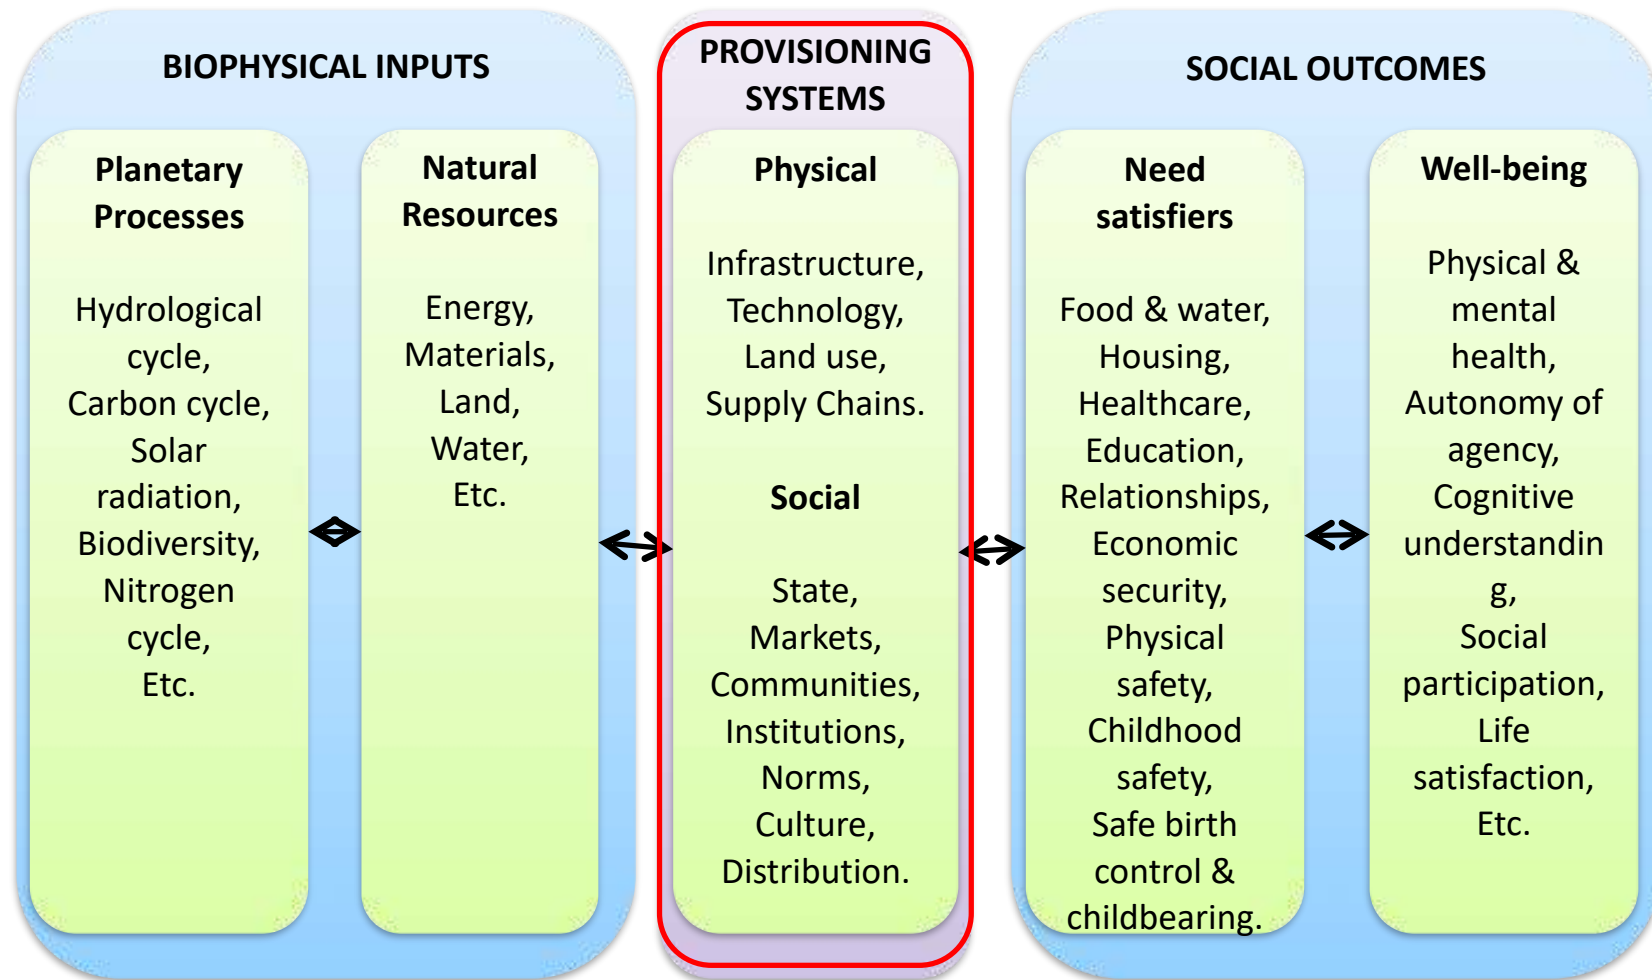 BIOPHYSICAL INPUTS
Planetary
Processes
Hydrological
cycle,
Carbon cycle,
Solar
radiation,
Biodiversity,
Nitrogen
cycle,
Etc.
Natural
Resources
Energy,
Materials,
Land,
Water,
Etc.
PROVISIONING
SYSTEMS
Physical
Infrastructure,
Technology,
Land use,
Supply Chains.
Social
State,
Markets,
Communities,
Institutions,
Norms,
Culture,
Distribution.
SOCIAL OUTCOMES
Need
satisfiers
Food & water,
Housing,
Healthcare,
Education,
Relationships,
Economic
security,
Physical
safety,
Childhood
safety,
Safe birth
control &
childbearing.
Well-being
Physical &
mental
health,
Autonomy of
agency,
Cognitive
understandin
g,
Social
participation,
Life
satisfaction,
Etc.